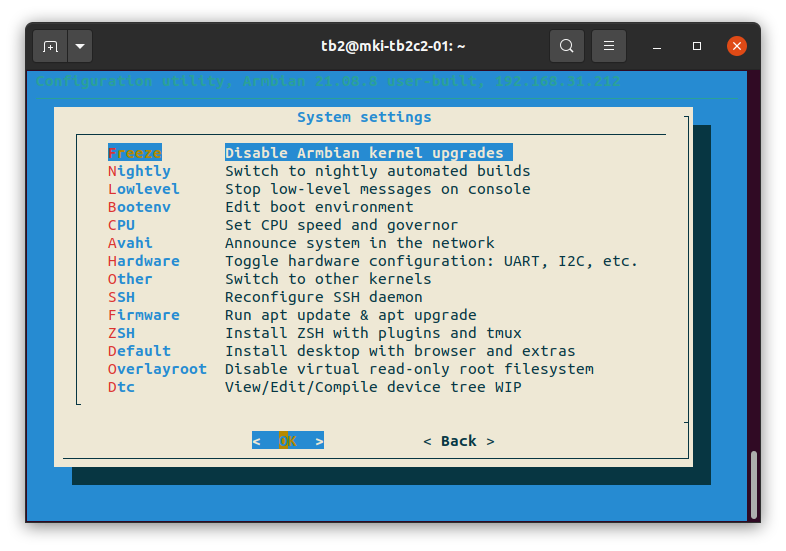 tb2@mki-tb2c2-01: ~
Configuration utility, Armbian 21.08.8 user-built, 192.168.31.212
System settings
Freeze Disable Armbian kernel upgrades
Nightly Switch to nightly automated builds
Lowlevel Stop low-level messages on console
Bootenv Edit boot environment
CPU Set CPU speed and governor
Avahi Announce system in the network
Hardware Toggle hardware configuration: UART, I2C, etc.
Other Switch to other kernels
SSH Reconfigure SSH daemon
Firmware Run apt update & apt upgrade
ZSH Install ZSH with plugins and tmux
Default Install desktop with browser and extras
Overlayroot Disable virtual read-only root filesystem
Dtc View/Edit/Compile device tree WIP
< OK > < Back >